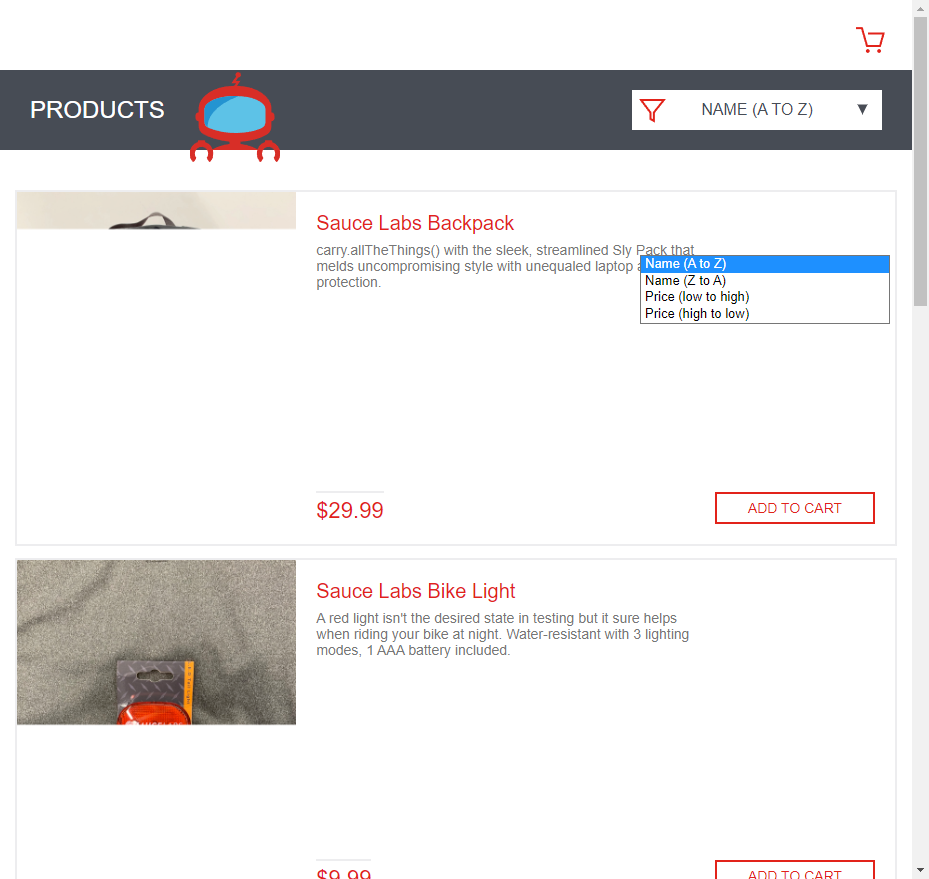 PRODUCTS
NAME (A TO Z)
Sauce Labs Backpack
carry.allTheThings() with the sleek, streamlined Sly Pack that
melds uncompromising style with unequaled laptop
protection.
Name (A to Z)
Name (Z to A)
Price (low to high)
Price (high to low)
$29.99
ADD TO CART
Sauce Labs Bike Light
A red light isn't the desired state in testing but it sure helps
when riding your bike at night. Water-resistant with 3 lighting
modes, 1 AAA battery included.
$9.99
ADD TO CART